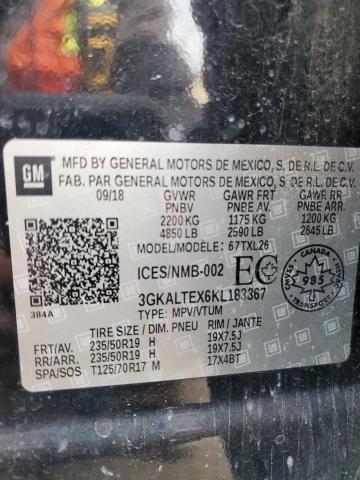 GM
MFD BY GENERAL MOTORS DE MEXICO, S. DE R.L. DE C.V.
FAB. PAR GENERAL MOTORS DE MEXICO, S. DE R.L. DE C.V.
09/18 GVWR GAWR FRT GAWR RR
PNBV PNBE AV. PNBE ARR.
2200 KG 1175 KG 1200 KG
4850 LB 2590 LB 2645 LB
MODEL/MODÈLE: 67TXL26
ICES/NMB-002 EC
CANADA
985
3GKALTEX6KL183367
384A
TYPE: MPV/VTUM
TIRE SIZE / DIM. PNEU RIM / JANTE
FRT/AV. 235/50R19 H 19X7.5J
RR/ARR. 235/50R19 H 19X7.5J
SPA/SOS T125/70R17 M 17X4BT